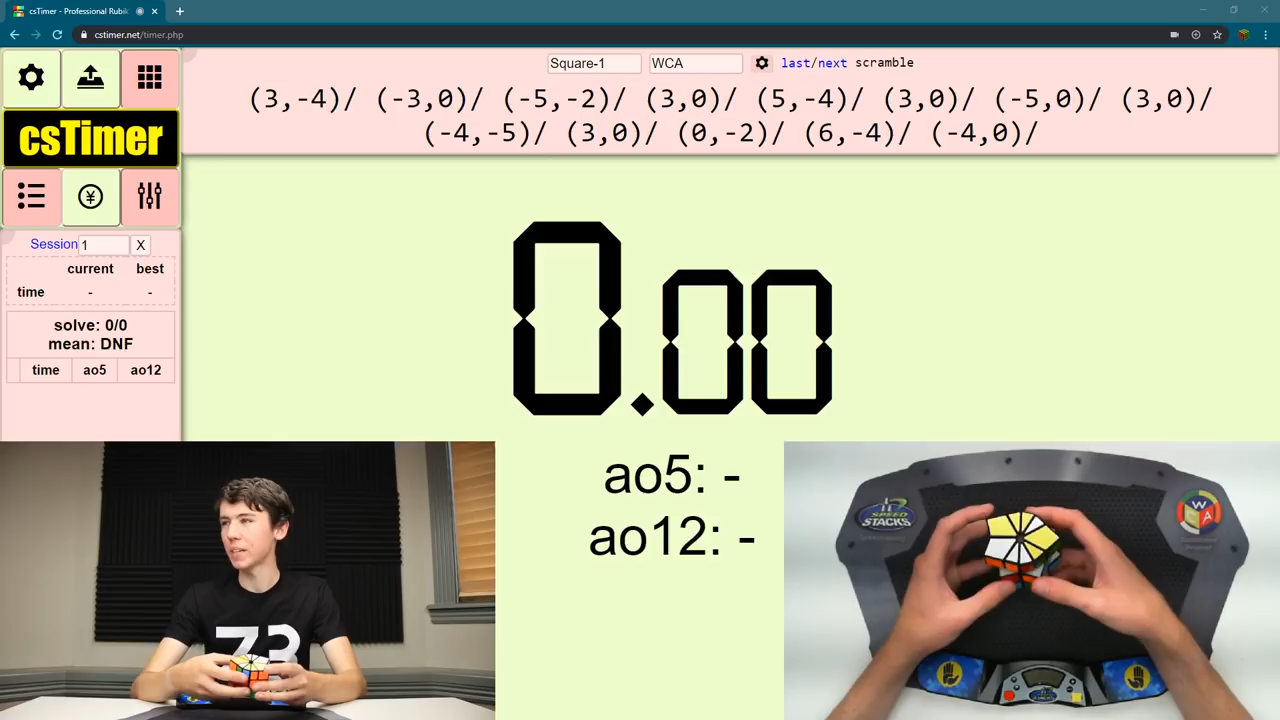 csTimer - Professional Rubik
cstimer.net/timer.php
Square-1
WCA
last/next scramble
(3,-4)/ (-3,0)/ (-5,-2)/ (3,0)/ (5,-4)/ (3,0)/ (-5,0)/ (3,0)/
(-4,-5)/ (3,0)/ (0,-2)/ (6,-4)/ (-4,0)/
csTimer
Session 1 X
current best
time - -
solve: 0/0
mean: DNF
time ao5 ao12
0.00
ao5: -
ao12: -
73
SPEED
STACKS
W
A